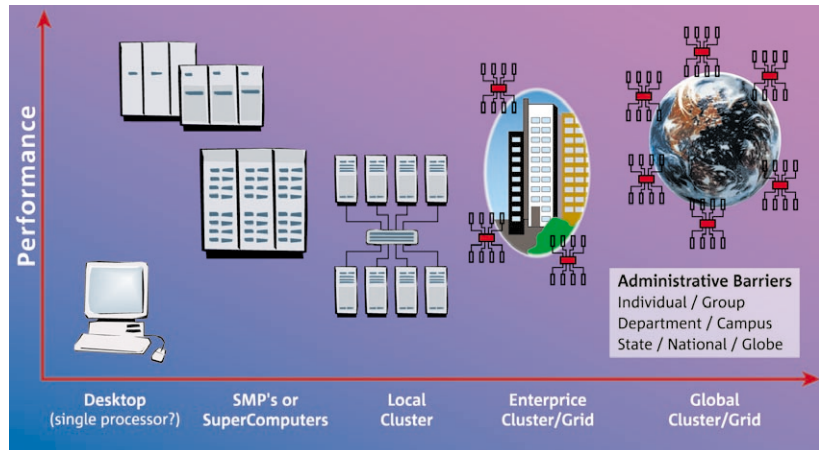 Performance
Administrative Barriers
Individual / Group
Department / Campus
State / National / Globe
Desktop
(single processor?)
SMP's or
SuperComputers
Local
Cluster
Enterprice
Cluster/Grid
Global
Cluster/Grid